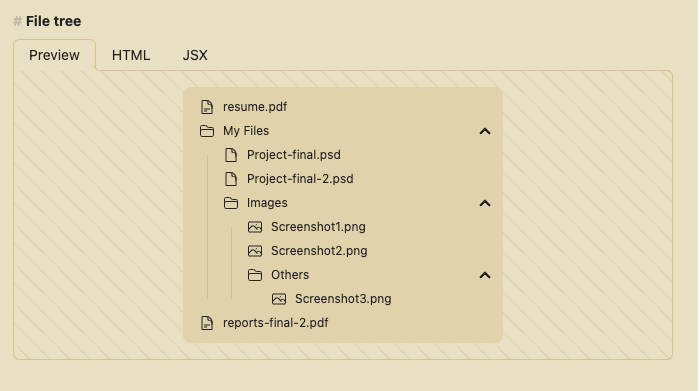 # File tree
Preview HTML JSX
resume.pdf
My Files
Project-final.psd
Project-final-2.psd
Images
Screenshot1.png
Screenshot2.png
Others
Screenshot3.png
reports-final-2.pdf